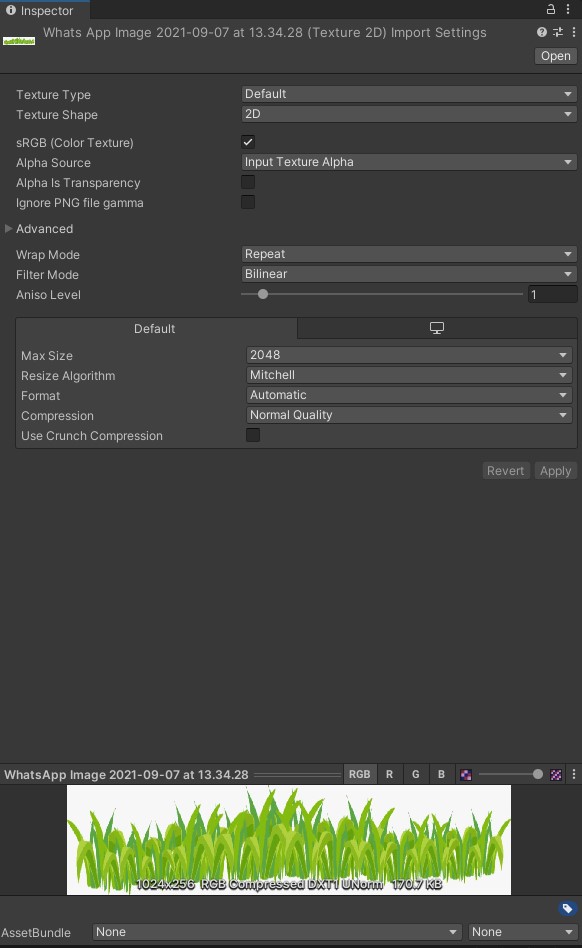 Inspector
Whats App Image 2021-09-07 at 13.34.28 (Texture 2D) Import Settings
Open
Texture Type Default
Texture Shape 2D
sRGB (Color Texture)
Alpha Source Input Texture Alpha
Alpha Is Transparency
Ignore PNG file gamma
Advanced
Wrap Mode Repeat
Filter Mode Bilinear
Aniso Level 1
Default
Max Size 2048
Resize Algorithm Mitchell
Format Automatic
Compression Normal Quality
Use Crunch Compression
Revert Apply
WhatsApp Image 2021-09-07 at 13.34.28 RGB R G B
1024x256 RGB Compressed DXT1 UNorm 170.7 KB
AssetBundle None None